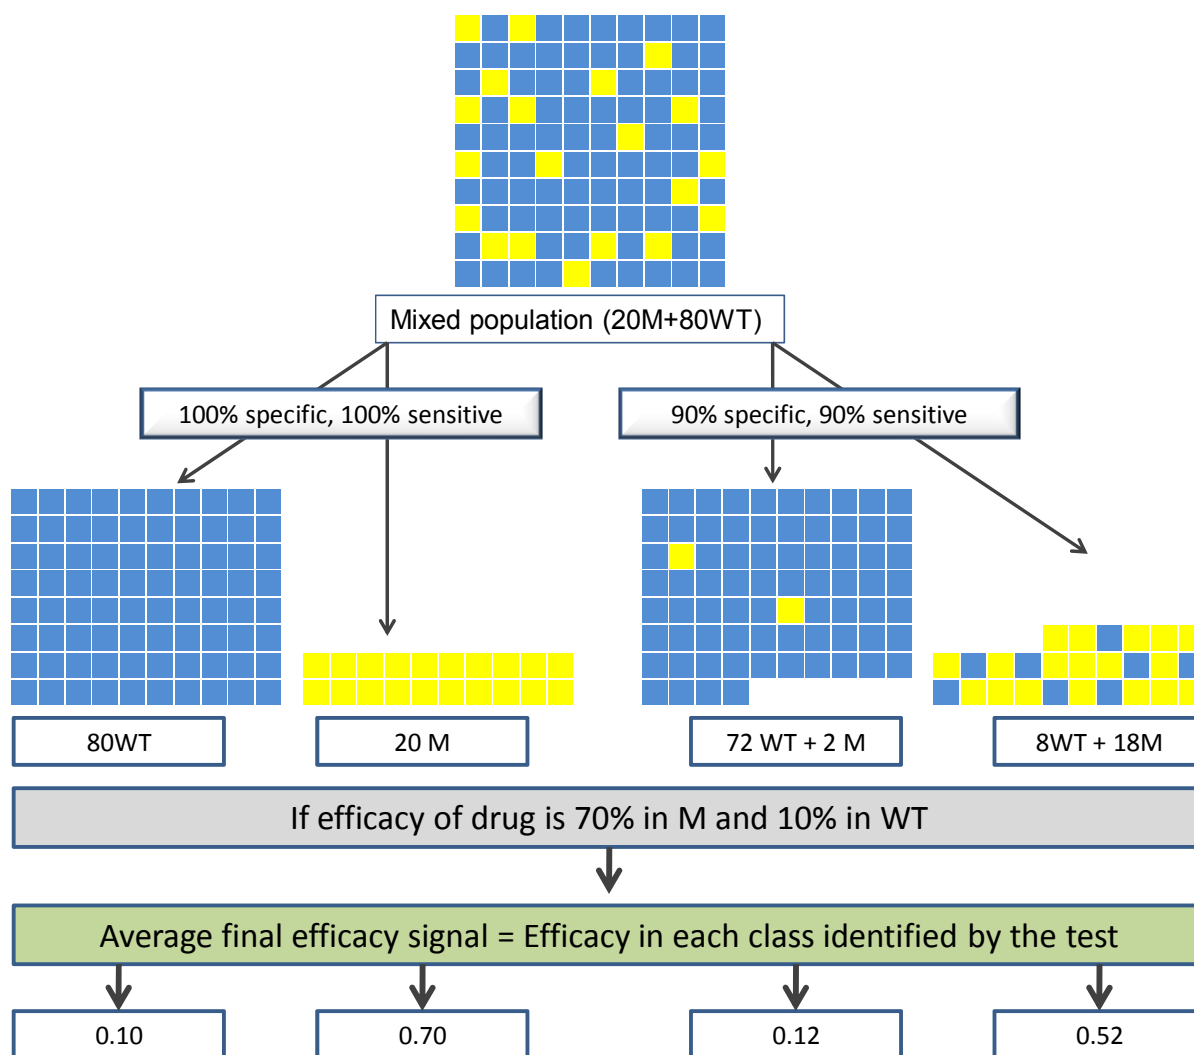 Mixed population (20M+80WT)
100% specific, 100% sensitive
90% specific, 90% sensitive
80WT
20 M
72 WT + 2 M
8WT + 18M
If efficacy of drug is 70% in M and 10% in WT
Average final efficacy signal = Efficacy in each class identified by the test
0.10
0.70
0.12
0.52